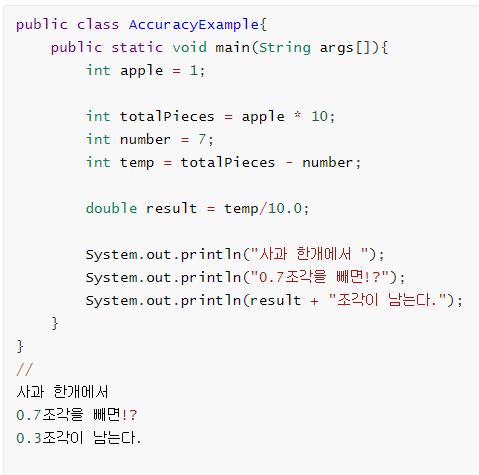 public class AccuracyExample{
    public static void main(String args[]){
        int apple = 1;

        int totalPieces = apple * 10;
        int number = 7;
        int temp = totalPieces - number;

        double result = temp/10.0;

        System.out.println("사과 한개에서 ");
        System.out.println("0.7조각을 빼면!?");
        System.out.println(result + "조각이 남는다.");
    }
}
//
사과 한개에서
0.7조각을 빼면!?
0.3조각이 남는다.